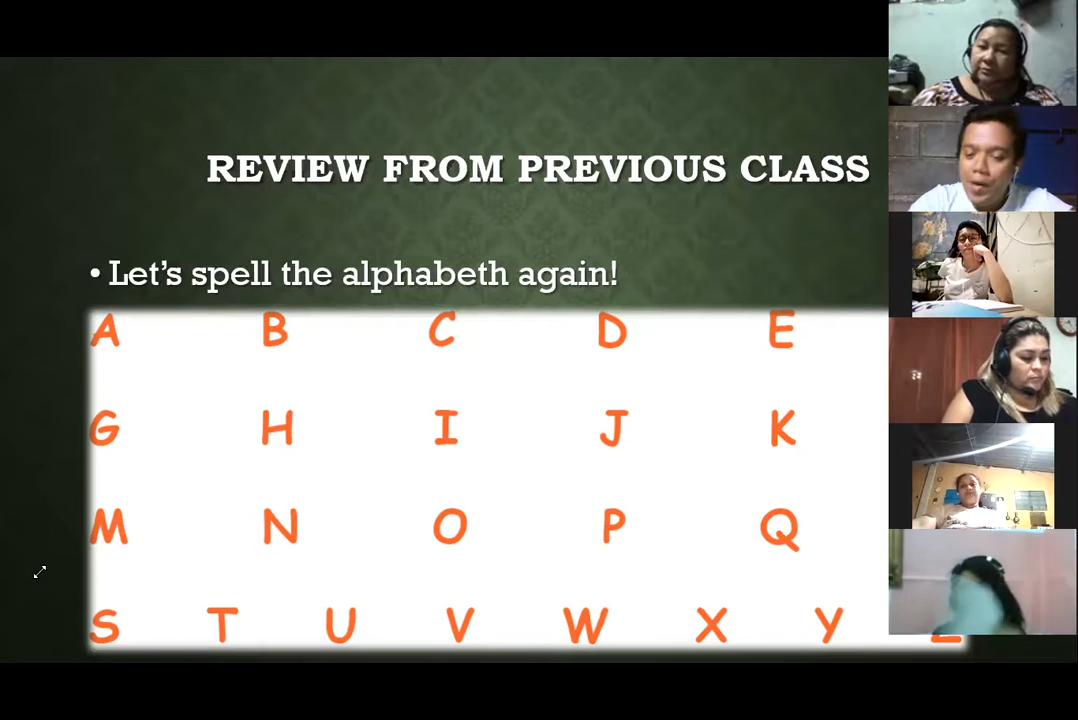 REVIEW FROM PREVIOUS CLASS
• Let's spell the alphabeth again!
A B C D E
G H I J K
M N O P Q
S T U V W X Y Z